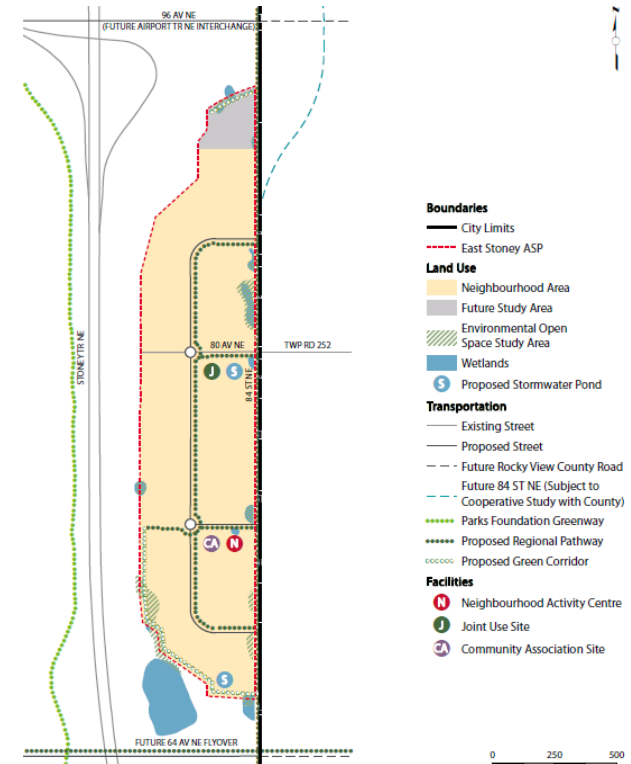 96 AV NE
(FUTURE AIRPORT TR NE INTERCHANGE)
N
STONEY TR NE
80 AV NE
TWP RD 252
J
S
84 ST NE
CA
N
S
FUTURE 64 AV NE FLYOVER
Boundaries
City Limits
East Stoney ASP
Land Use
Neighbourhood Area
Future Study Area
Environmental Open
Space Study Area
Wetlands
S
Proposed Stormwater Pond
Transportation
Existing Street
Proposed Street
Future Rocky View County Road
Future 84 ST NE (Subject to
Cooperative Study with County)
Parks Foundation Greenway
Proposed Regional Pathway
Proposed Green Corridor
Facilities
N
Neighbourhood Activity Centre
J
Joint Use Site
CA
Community Association Site
0 250 500